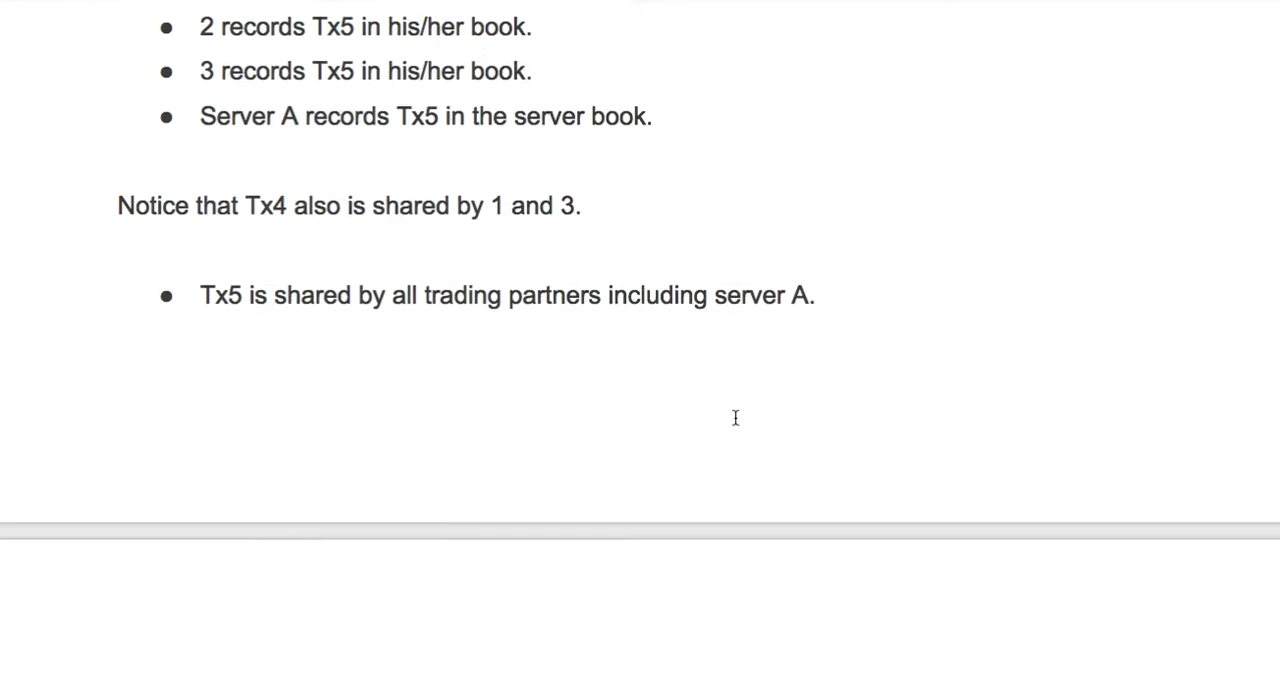 ● 2 records Tx5 in his/her book.
● 3 records Tx5 in his/her book.
● Server A records Tx5 in the server book.
Notice that Tx4 also is shared by 1 and 3.
● Tx5 is shared by all trading partners including server A.